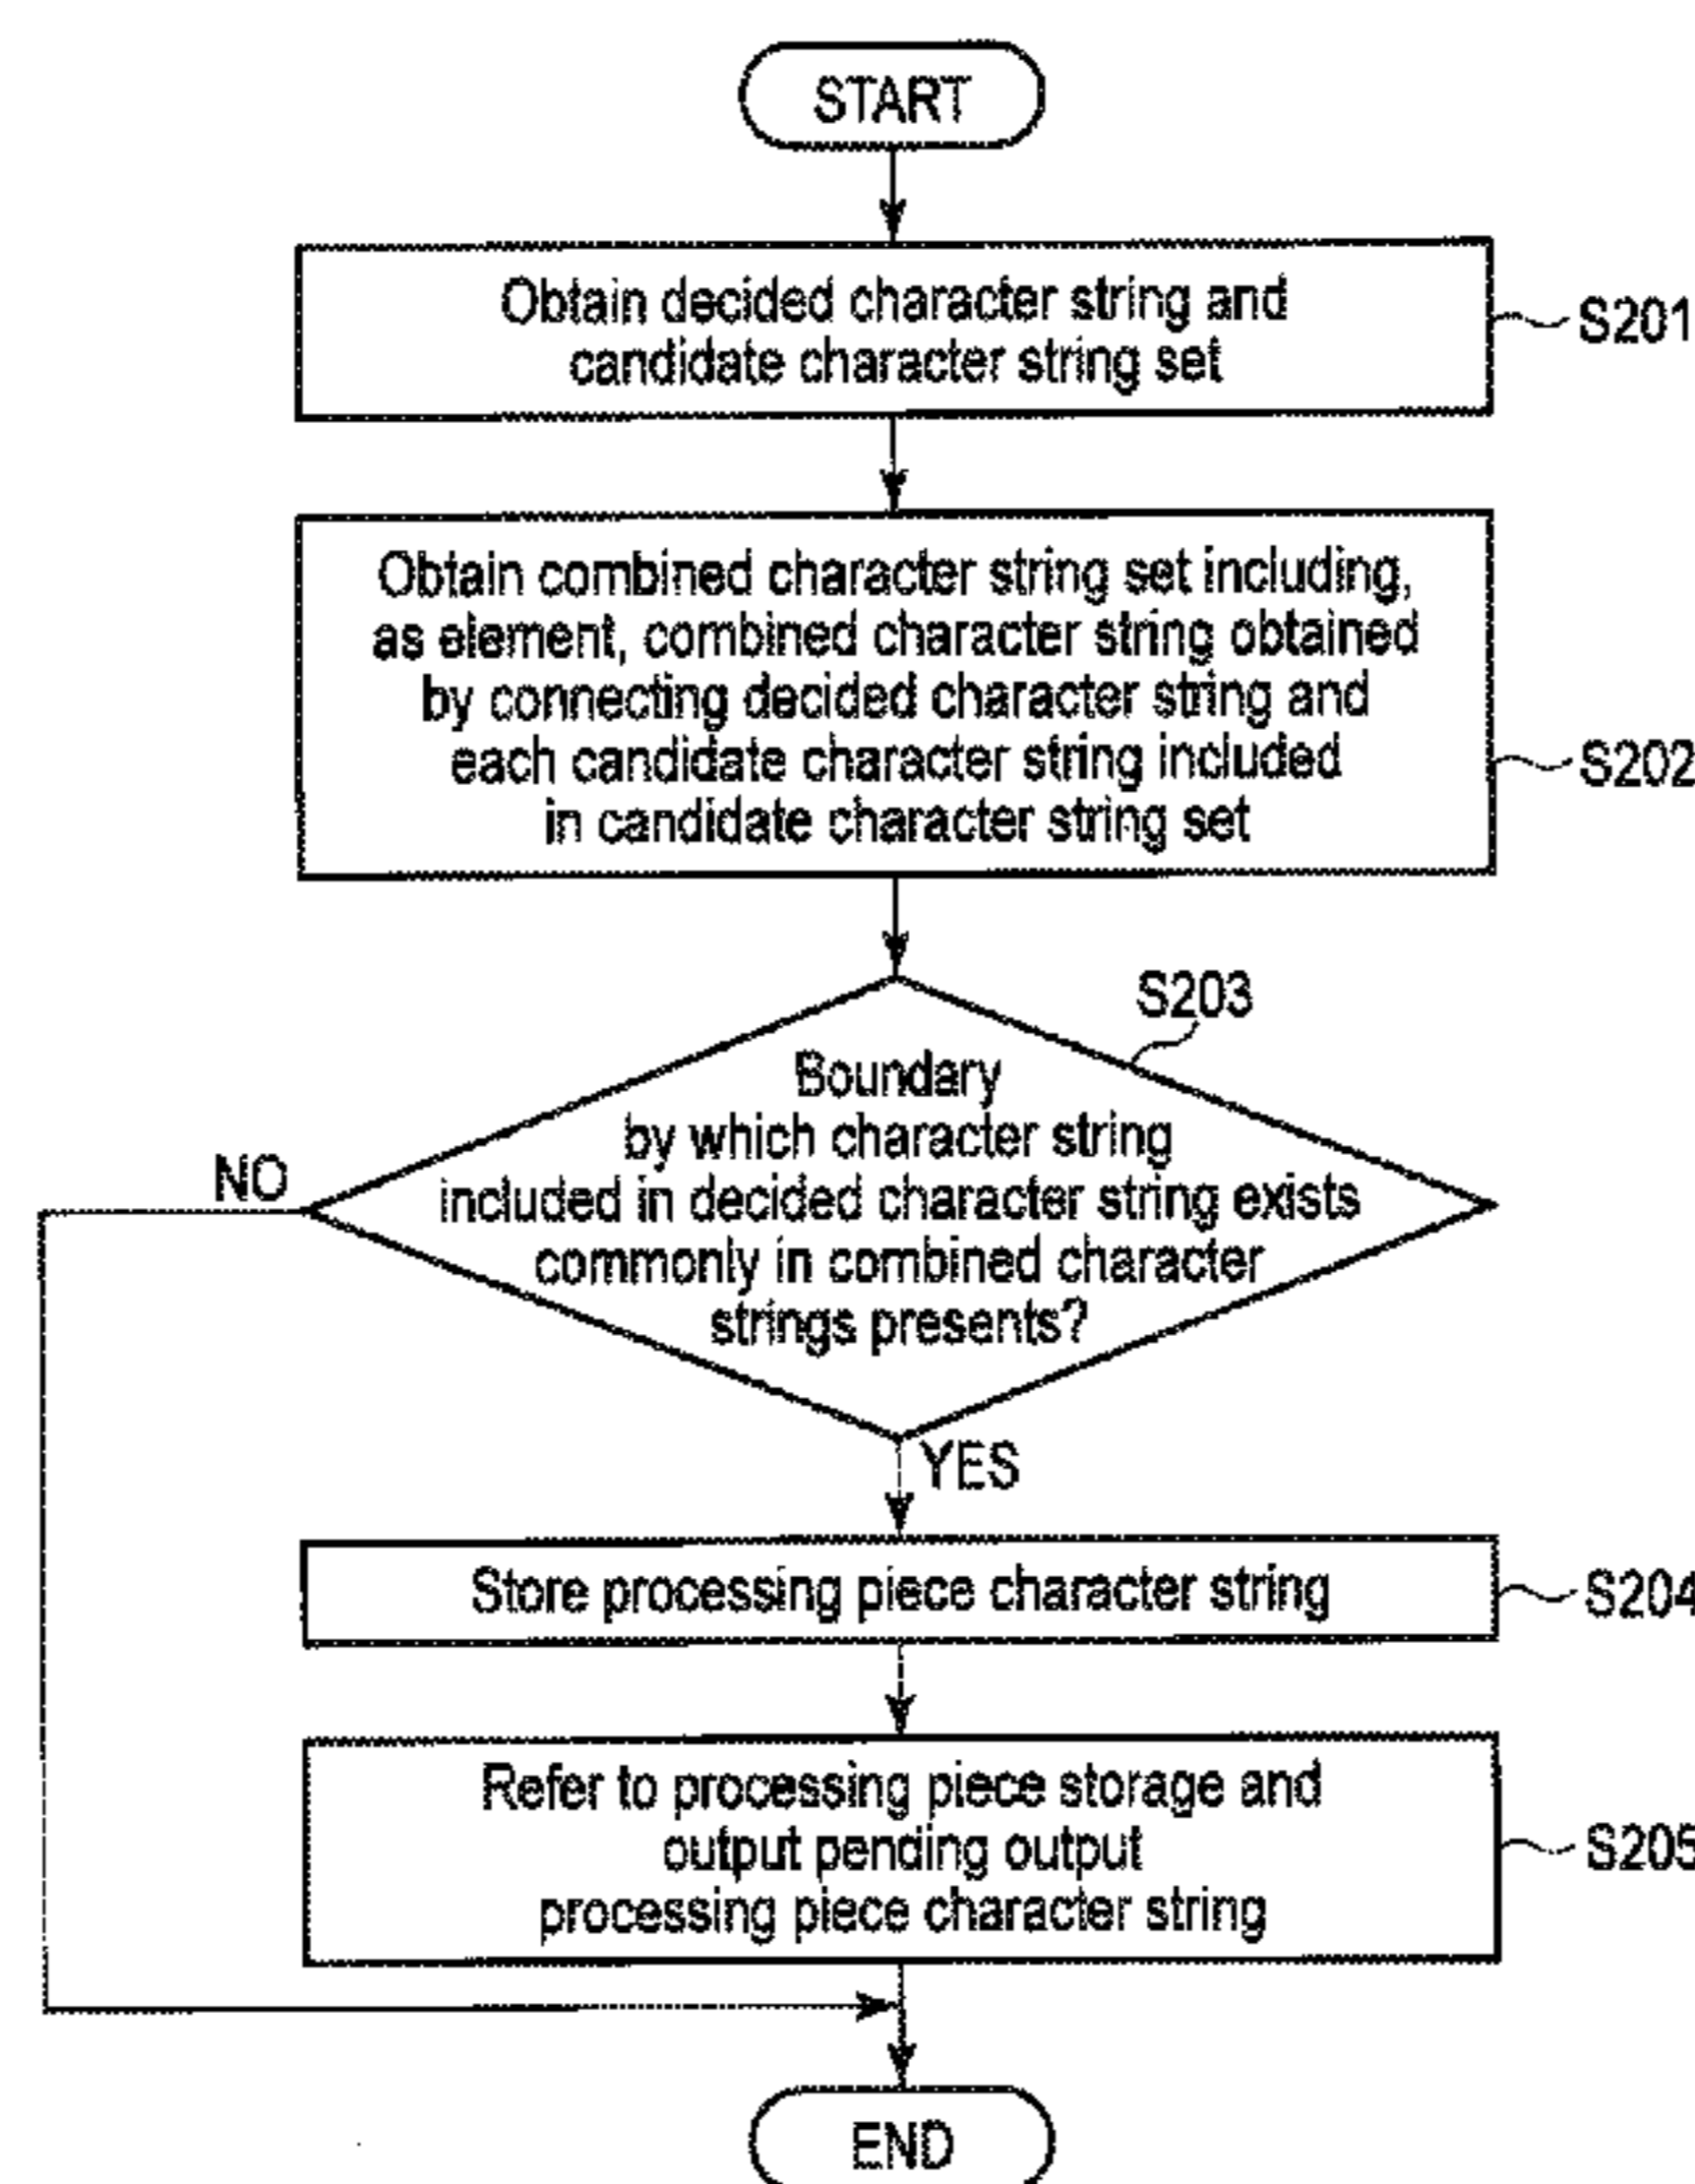 START
Obtain decided character string and
candidate character string set
S201
Obtain combined character string set including,
as element, combined character string obtained
by connecting decided character string and
each candidate character string included
in candidate character string set
S202
S203
Boundary
by which character string
included in decided character string exists
commonly in combined character
strings presents?
NO
YES
Store processing piece character string
S204
Refer to processing piece storage and
output pending output
processing piece character string
S205
END